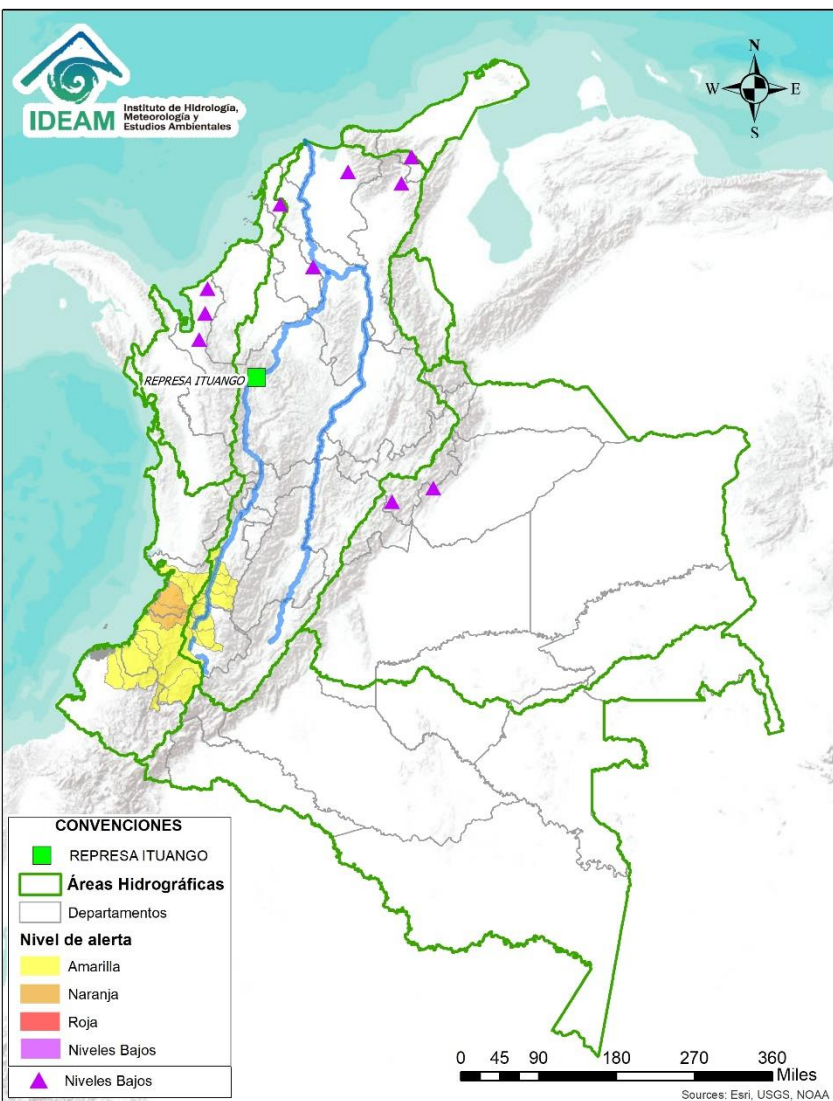 IDEAM
Instituto de Hidrología,
Meteorología y
Estudios Ambientales
N
W
E
S
REPRESA ITUANGO
CONVENCIONES
REPRESA ITUANGO
Áreas Hidrográficas
Departamentos
Nivel de alerta
Amarilla
Naranja
Roja
Niveles Bajos
Niveles Bajos
0 45 90 180 270 360
Miles
Sources: Esri, USGS, NOAA